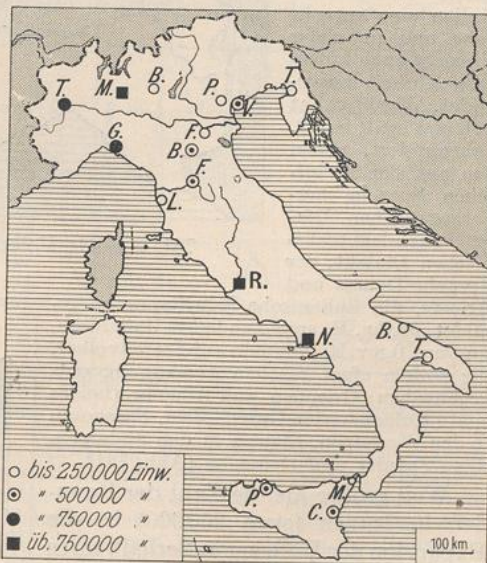 B.
T.
M.
P.
T.
V.
G.
F.
B.
F.
L.
R.
B.
N.
T.
bis 250000 Einw.
" 500000 "
" 750000 "
üb. 750000 "
P.
M.
C.
100 km